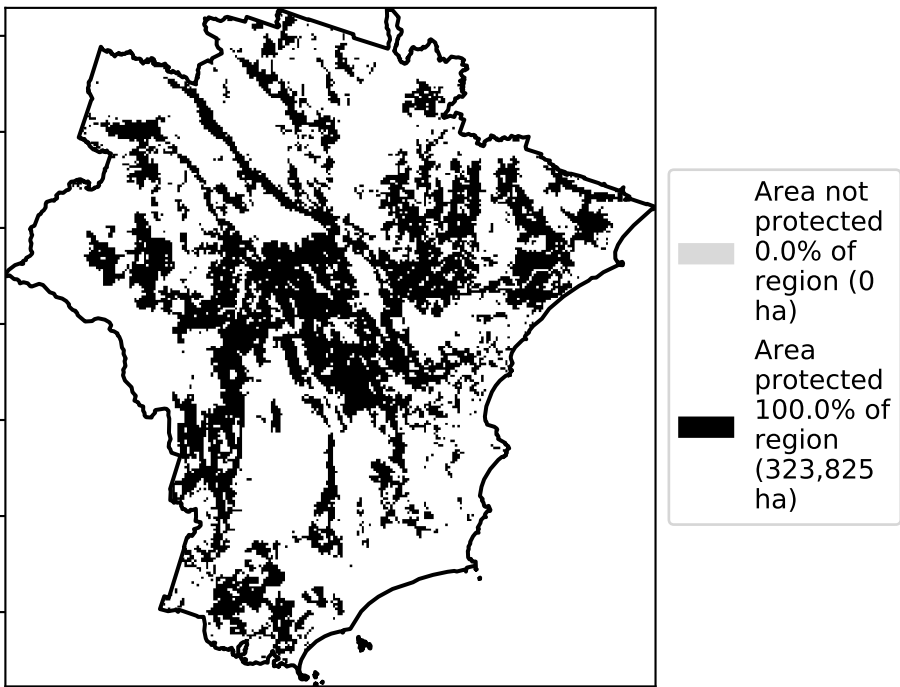 Area not
protected
0.0% of
region (0
ha)
Area
protected
100.0% of
region
(323,825
ha)